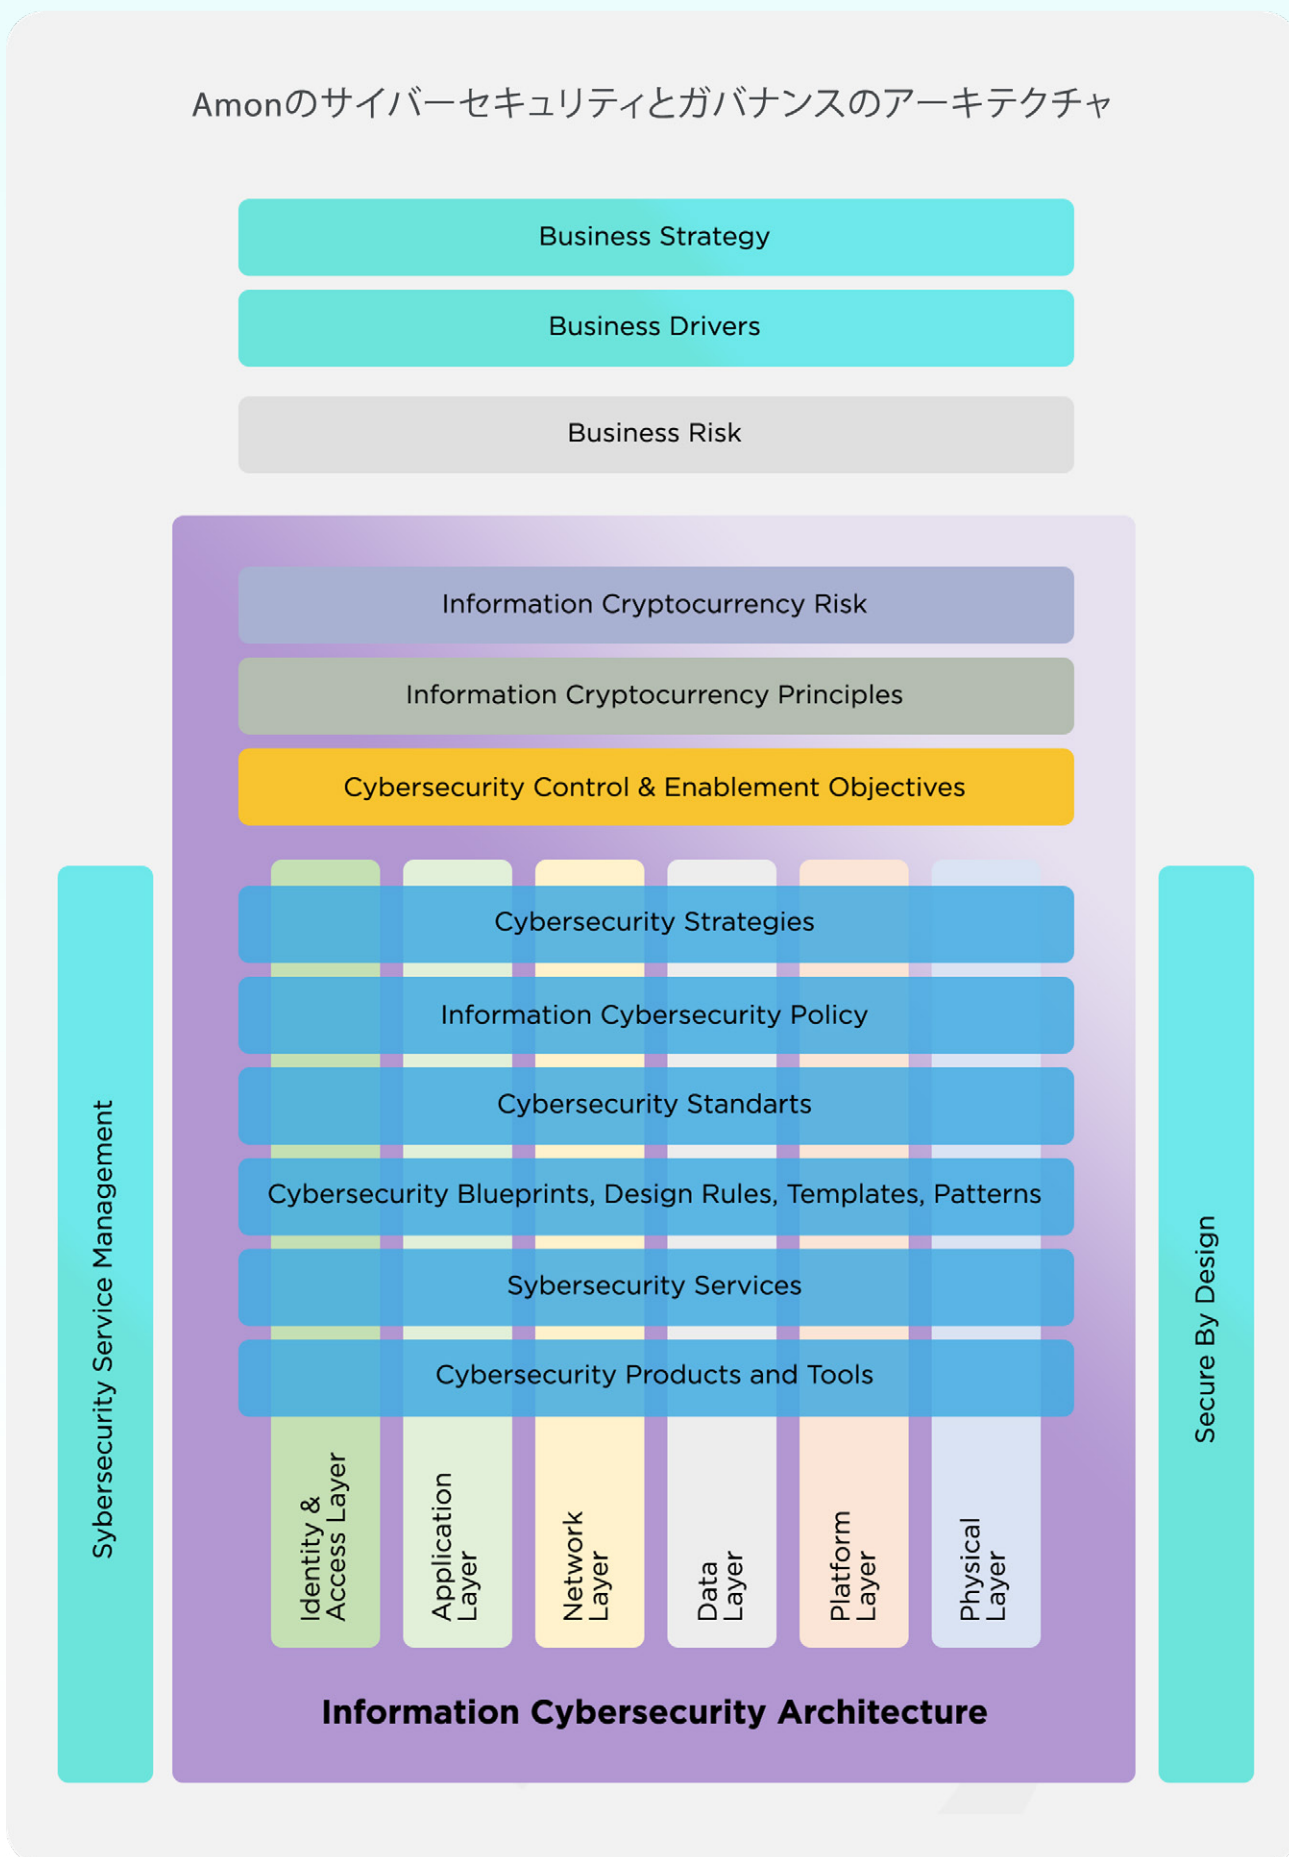 Amonのサイバーセキュリティとガバナンスのアーキテクチャ
Business Strategy
Business Drivers
Business Risk
Information Cryptocurrency Risk
Information Cryptocurrency Principles
Cybersecurity Control & Enablement Objectives
Cybersecurity Strategies
Information Cybersecurity Policy
Cybersecurity Standarts
Cybersecurity Blueprints, Design Rules, Templates, Patterns
Sybersecurity Services
Cybersecurity Products and Tools
Sybersecurity Service Management
Identity &
Access Layer
Application
Layer
Network
Layer
Data
Layer
Platform
Layer
Physical
Layer
Secure By Design
Information Cybersecurity Architecture